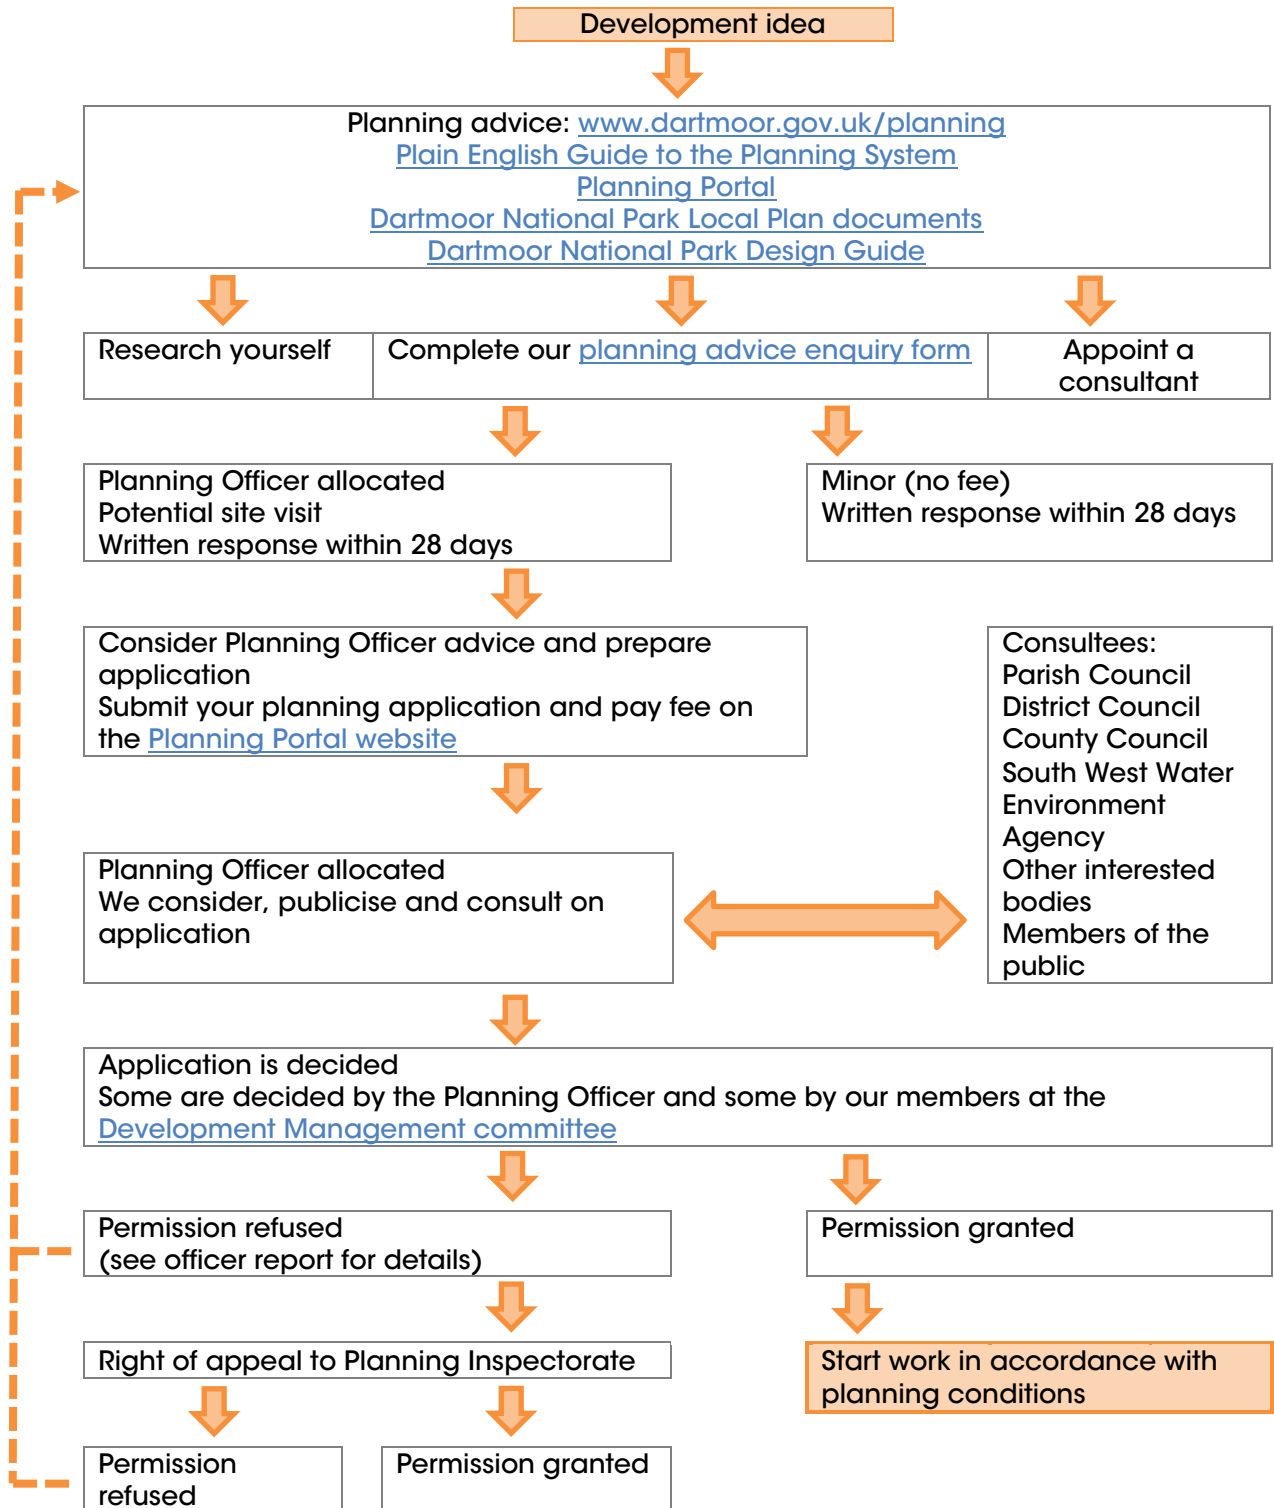 Development idea
Planning advice: www.dartmoor.gov.uk/planning
Plain English Guide to the Planning System
Planning Portal
Dartmoor National Park Local Plan documents
Dartmoor National Park Design Guide
Research yourself
Complete our planning advice enquiry form
Appoint a
consultant
Planning Officer allocated
Potential site visit
Written response within 28 days
Minor (no fee)
Written response within 28 days
Consider Planning Officer advice and prepare
application
Submit your planning application and pay fee on
the Planning Portal website
Consultees:
Parish Council
District Council
County Council
South West Water
Environment
Agency
Other interested
bodies
Members of the
public
Planning Officer allocated
We consider, publicise and consult on
application
Application is decided
Some are decided by the Planning Officer and some by our members at the
Development Management committee
Permission refused
(see officer report for details)
Permission granted
Right of appeal to Planning Inspectorate
Start work in accordance with
planning conditions
Permission
refused
Permission granted